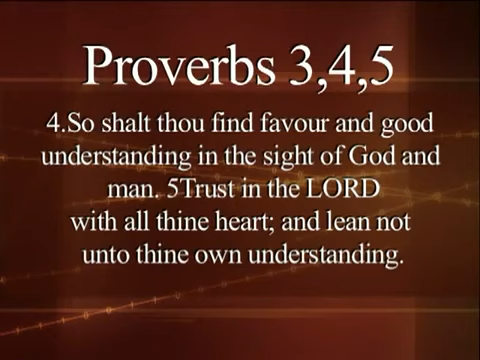 Proverbs 3,4,5
4.So shalt thou find favour and good
understanding in the sight of God and
man. 5Trust in the LORD
with all thine heart; and lean not
unto thine own understanding.